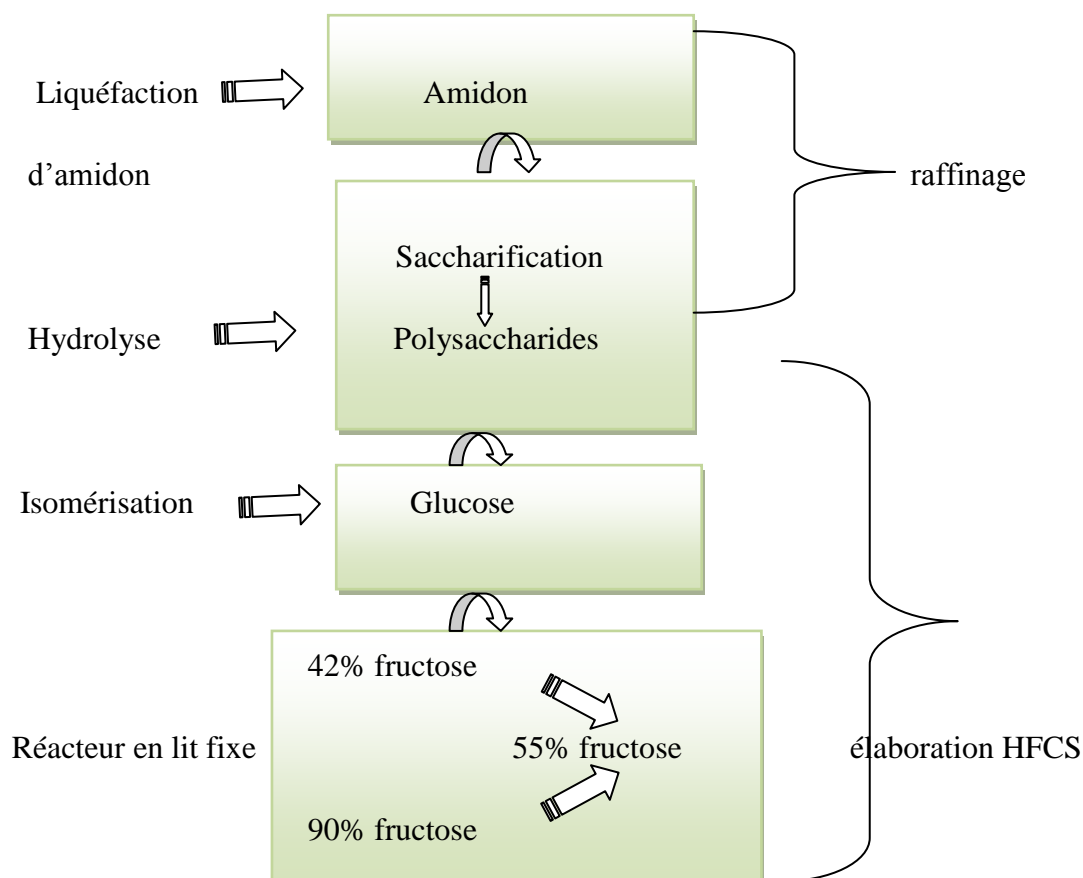 Liquéfaction
Amidon
d’amidon
raffinage
Saccharification
Hydrolyse
Polysaccharides
Isomérisation
Glucose
42% fructose
Réacteur en lit fixe
55% fructose
élaboration HFCS
90% fructose